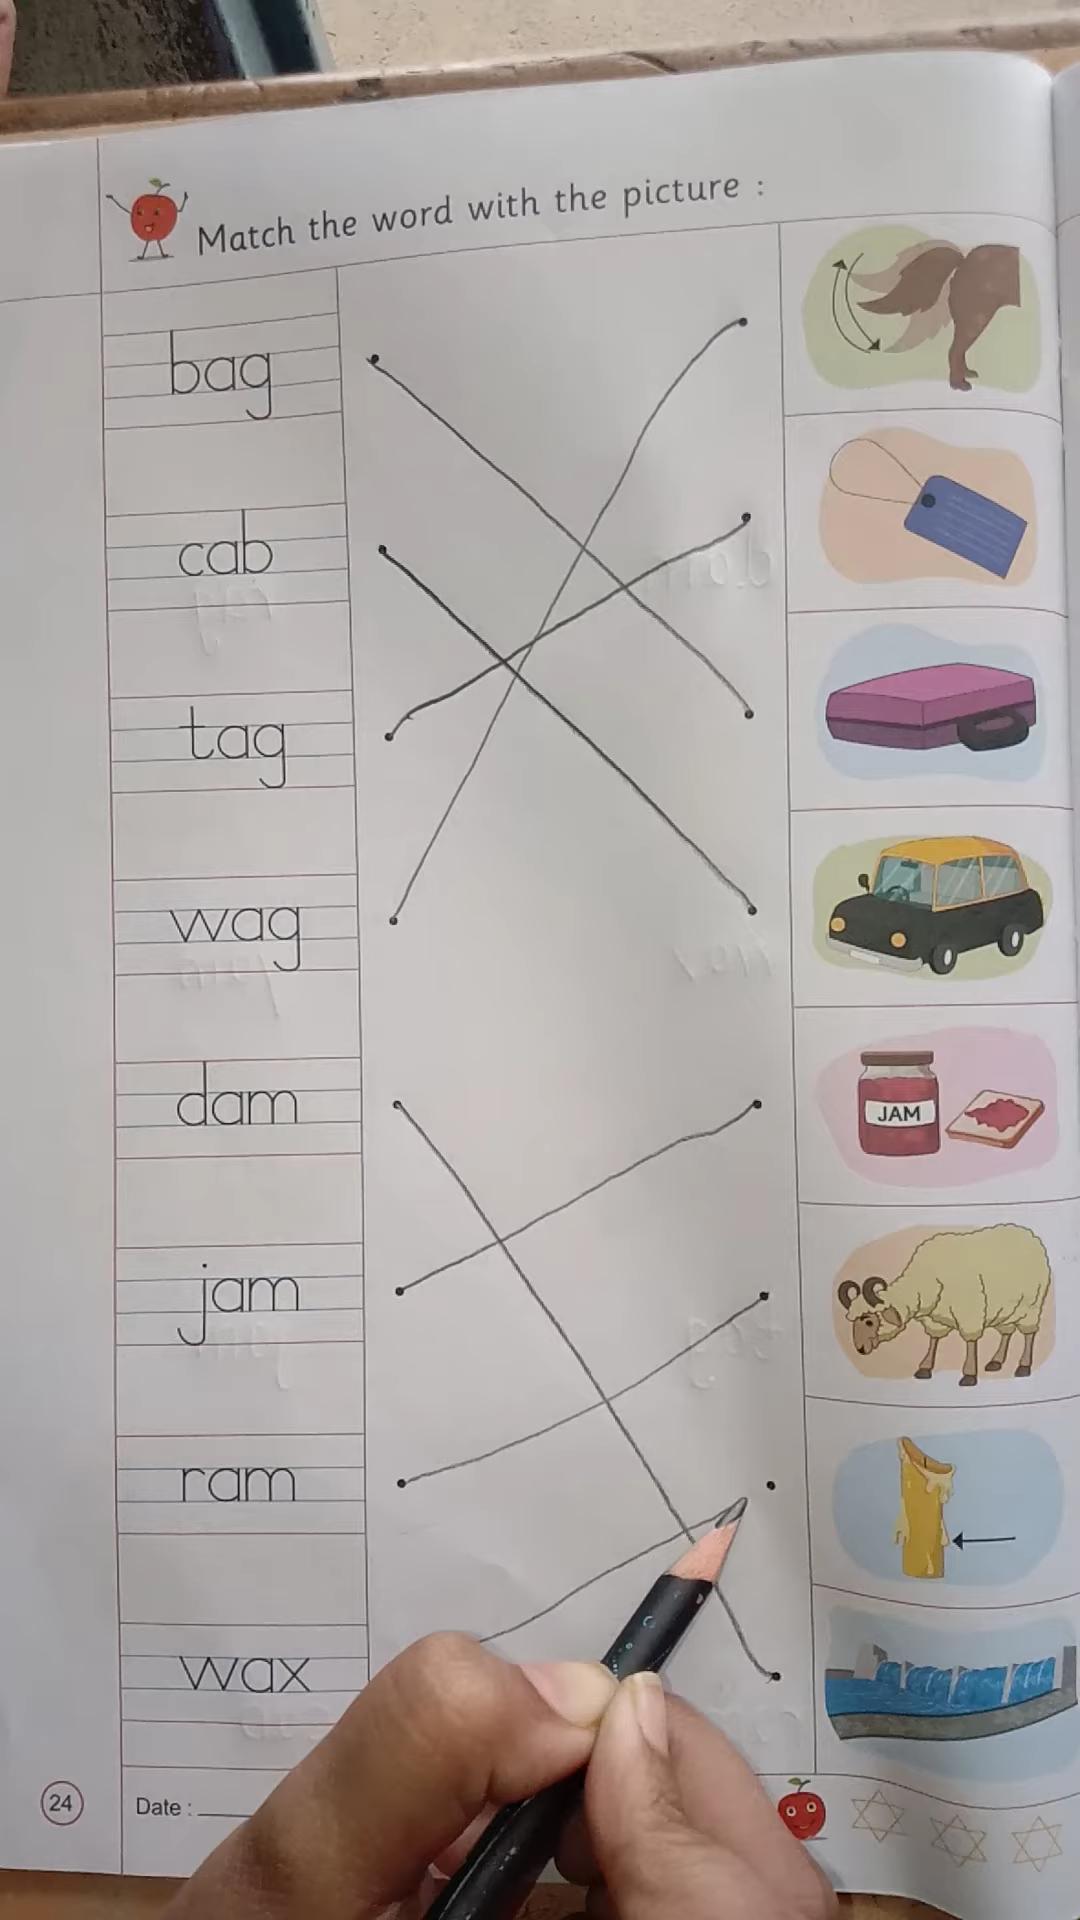 Match the word with the picture :
bag
cab
tag
wag
dam
jam
JAM
ram
wax
24
Date :